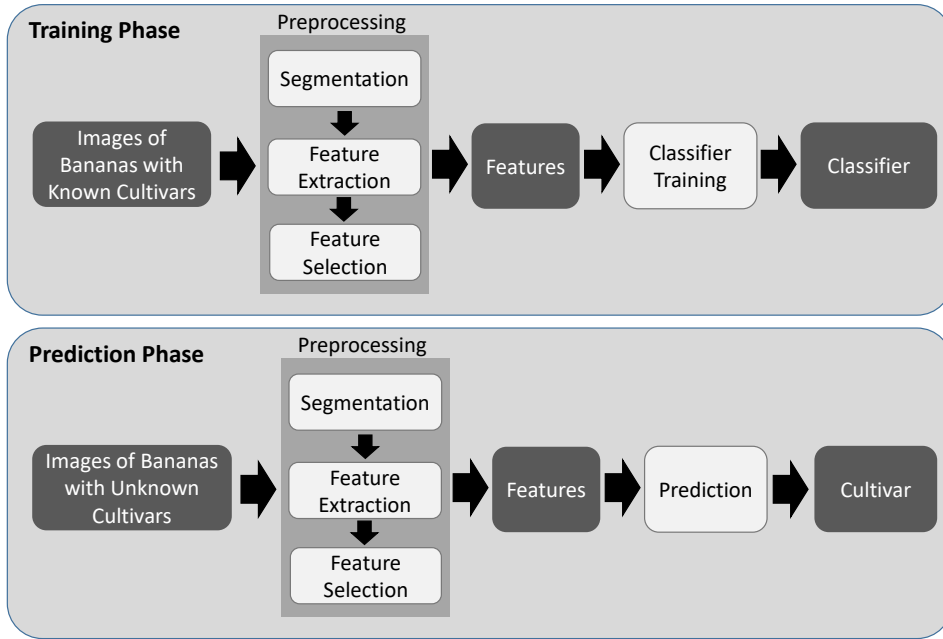 Training Phase
Preprocessing
Segmentation
Feature
Extraction
Feature
Selection
Images of
Bananas with
Known Cultivars
Features
Classifier
Training
Classifier
Prediction Phase
Preprocessing
Segmentation
Feature
Extraction
Feature
Selection
Images of Bananas
with Unknown
Cultivars
Features
Prediction
Cultivar